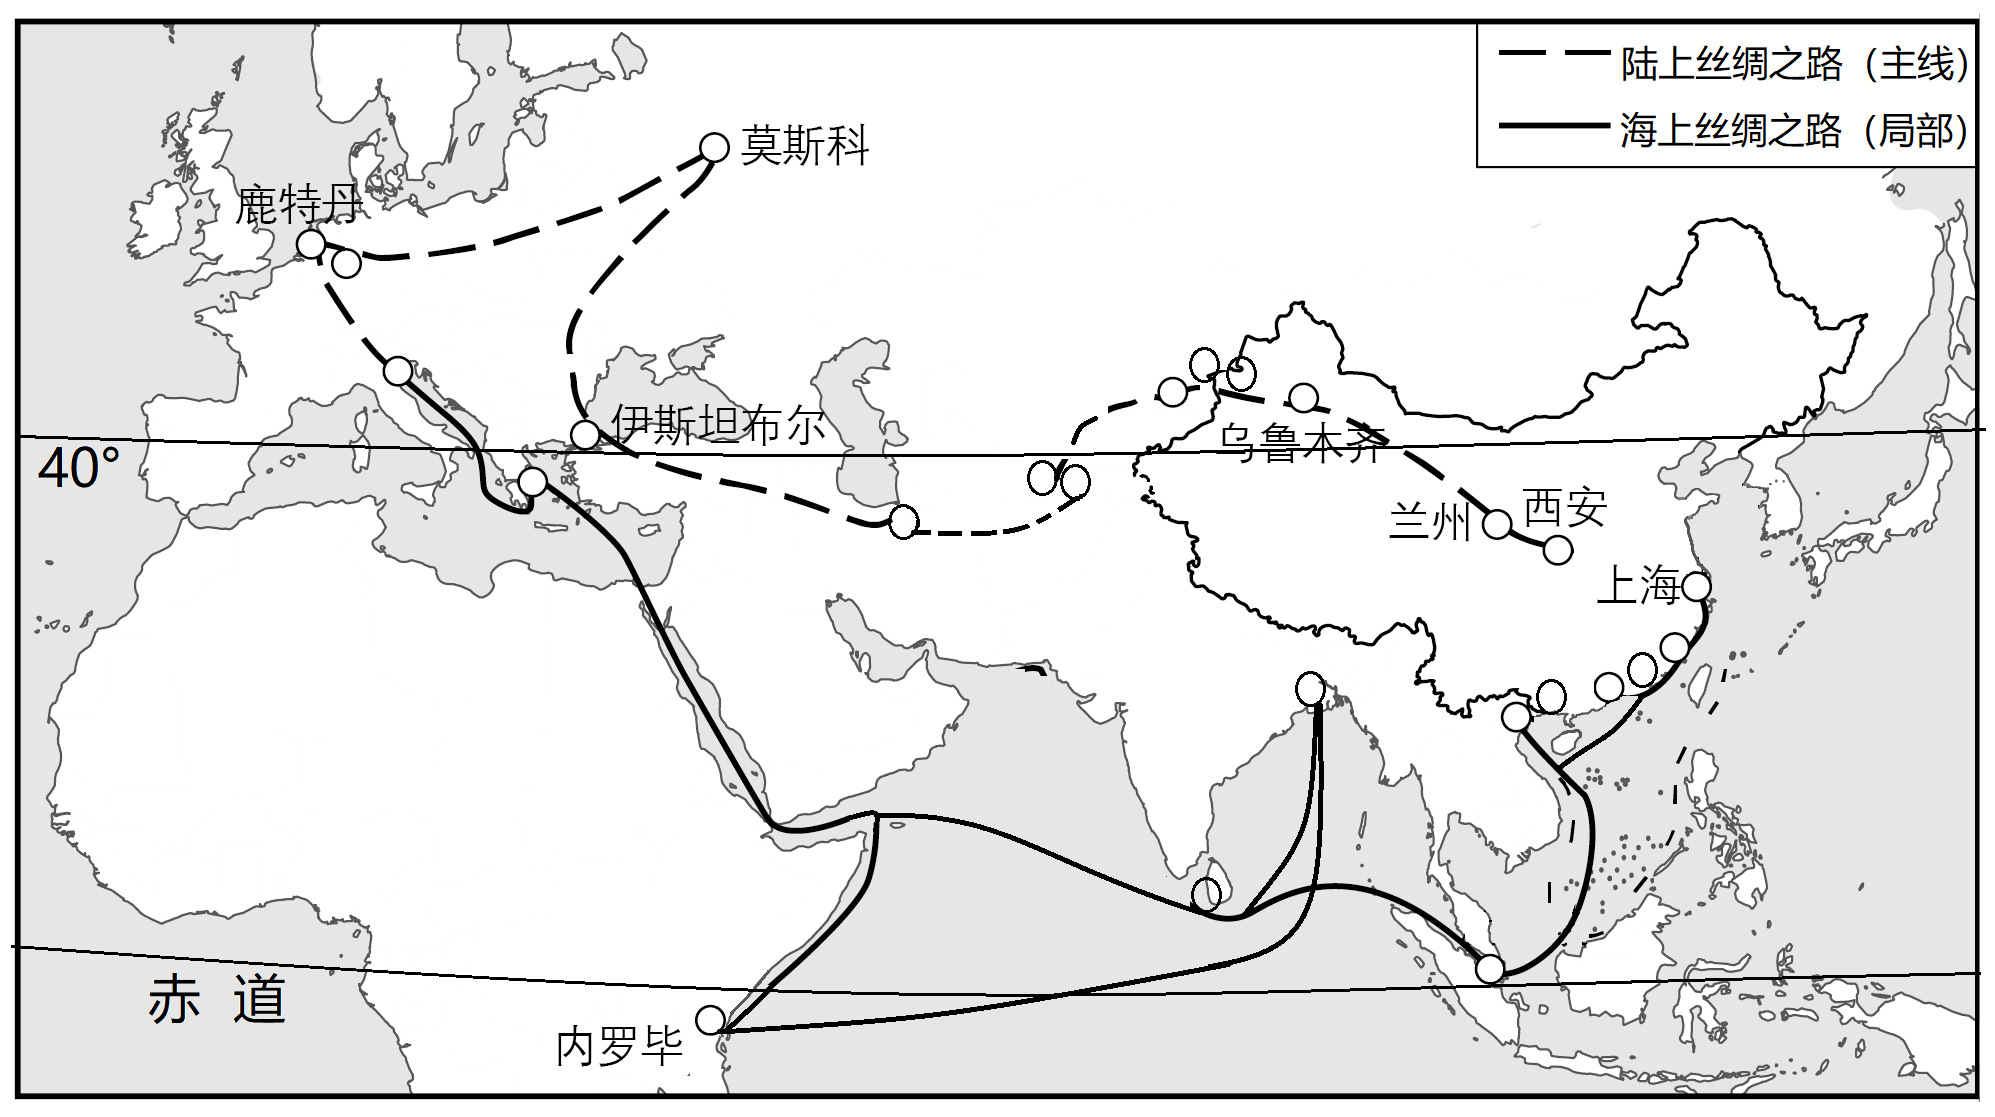 陆上丝绸之路（主线）
海上丝绸之路（局部）
莫斯科
鹿特丹
伊斯坦布尔
乌鲁木齐
40°
兰州
西安
上海
赤 道
内罗毕